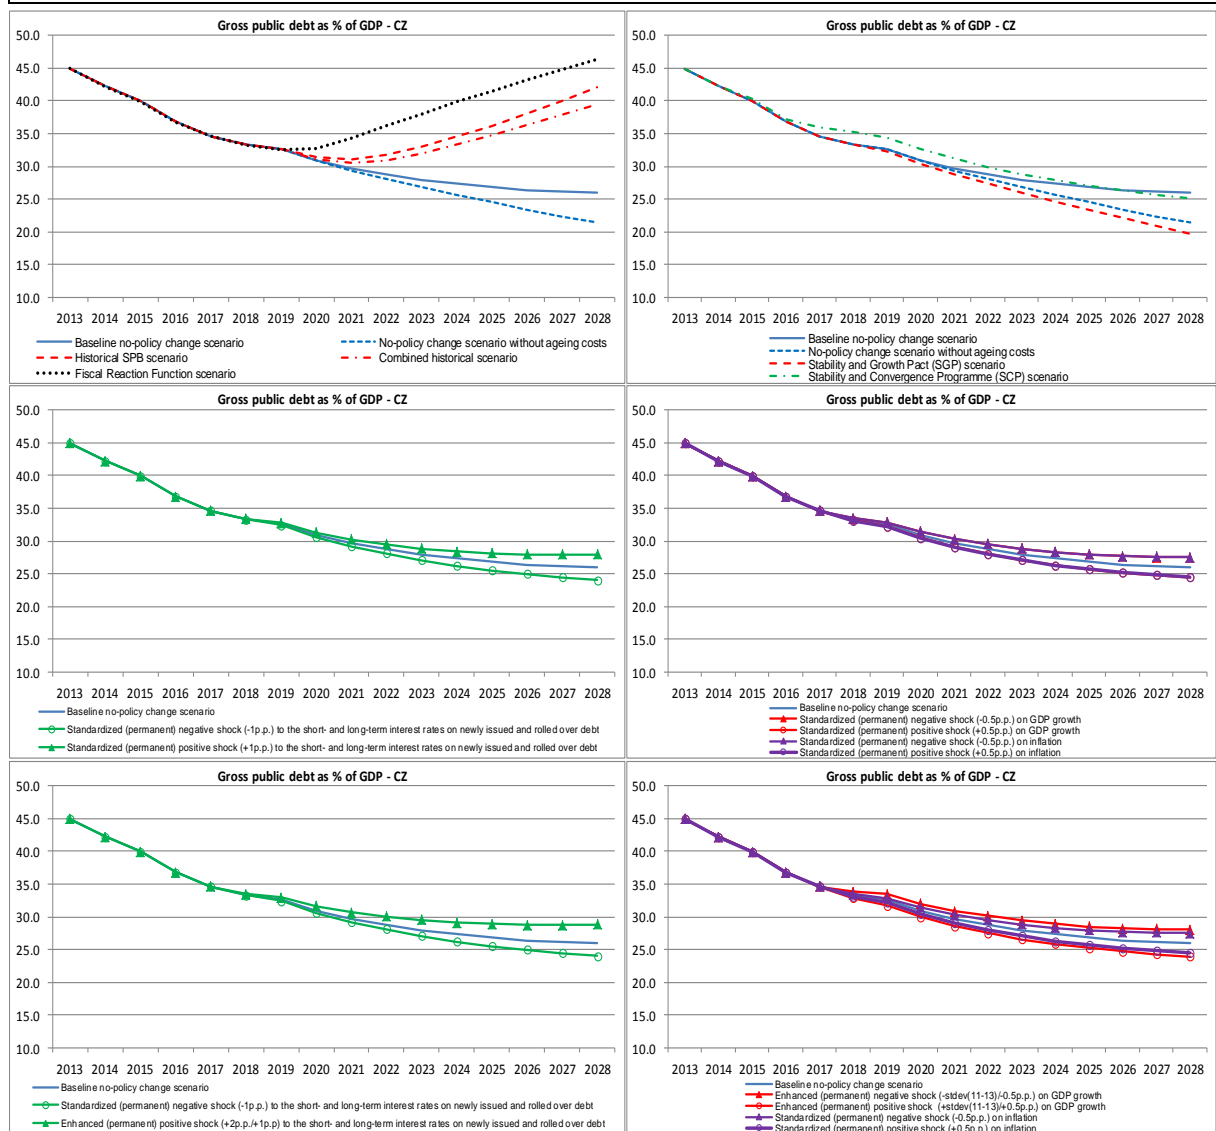 Gross public debt as % of GDP - CZ
50.0
45.0
40.0
35.0
30.0
25.0
20.0
15.0
10.0
2013 2014 2015 2016 2017 2018 2019 2020 2021 2022 2023 2024 2025 2026 2027 2028
Baseline no-policy change scenario
No-policy change scenario without ageing costs
Historical SPB scenario
Combined historical scenario
Fiscal Reaction Function scenario
Gross public debt as % of GDP - CZ
50.0
45.0
40.0
35.0
30.0
25.0
20.0
15.0
10.0
2013 2014 2015 2016 2017 2018 2019 2020 2021 2022 2023 2024 2025 2026 2027 2028
Baseline no-policy change scenario
No-policy change scenario without ageing costs
Stability and Growth Pact (SGP) scenario
Stability and Convergence Programme (SCP) scenario
Gross public debt as % of GDP - CZ
50.0
45.0
40.0
35.0
30.0
25.0
20.0
15.0
10.0
2013 2014 2015 2016 2017 2018 2019 2020 2021 2022 2023 2024 2025 2026 2027 2028
Baseline no-policy change scenario
Standardized (permanent) negative shock (-1p.p.) to the short- and long-term interest rates on newly issued and rolled over debt
Standardized (permanent) positive shock (+1p.p.) to the short- and long-term interest rates on newly issued and rolled over debt
Gross public debt as % of GDP - CZ
50.0
45.0
40.0
35.0
30.0
25.0
20.0
15.0
10.0
2013 2014 2015 2016 2017 2018 2019 2020 2021 2022 2023 2024 2025 2026 2027 2028
Baseline no-policy change scenario
Standardized (permanent) negative shock (-0.5p.p.) on GDP growth
Standardized (permanent) positive shock (+0.5p.p.) on GDP growth
Standardized (permanent) negative shock (-0.5p.p.) on inflation
Standardized (permanent) positive shock (+0.5p.p.) on inflation
Gross public debt as % of GDP - CZ
50.0
45.0
40.0
35.0
30.0
25.0
20.0
15.0
10.0
2013 2014 2015 2016 2017 2018 2019 2020 2021 2022 2023 2024 2025 2026 2027 2028
Baseline no-policy change scenario
Standardized (permanent) negative shock (-1p.p.) to the short- and long-term interest rates on newly issued and rolled over debt
Enhanced (permanent) positive shock (+2p.p./+1p.p) to the short- and long-term interest rates on newly issued and rolled over debt
Gross public debt as % of GDP - CZ
50.0
45.0
40.0
35.0
30.0
25.0
20.0
15.0
10.0
2013 2014 2015 2016 2017 2018 2019 2020 2021 2022 2023 2024 2025 2026 2027 2028
Baseline no-policy change scenario
Enhanced (permanent) negative shock (-stdev(11-13)/-0.5p.p.) on GDP growth
Enhanced (permanent) positive shock (+stdev(11-13)/+0.5p.p.) on GDP growth
Standardized (permanent) negative shock (-0.5p.p.) on inflation
Standardized (permanent) positive shock (+0.5p.p.) on inflation